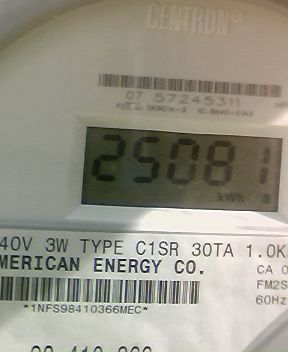 CENTRON
07 57245311
25081
kWh
40V 3W TYPE C1SR 30TA 1.0K
MERICAN ENERGY CO.
CA 0
FM2S
60Hz
*1NFS98410366MEC*